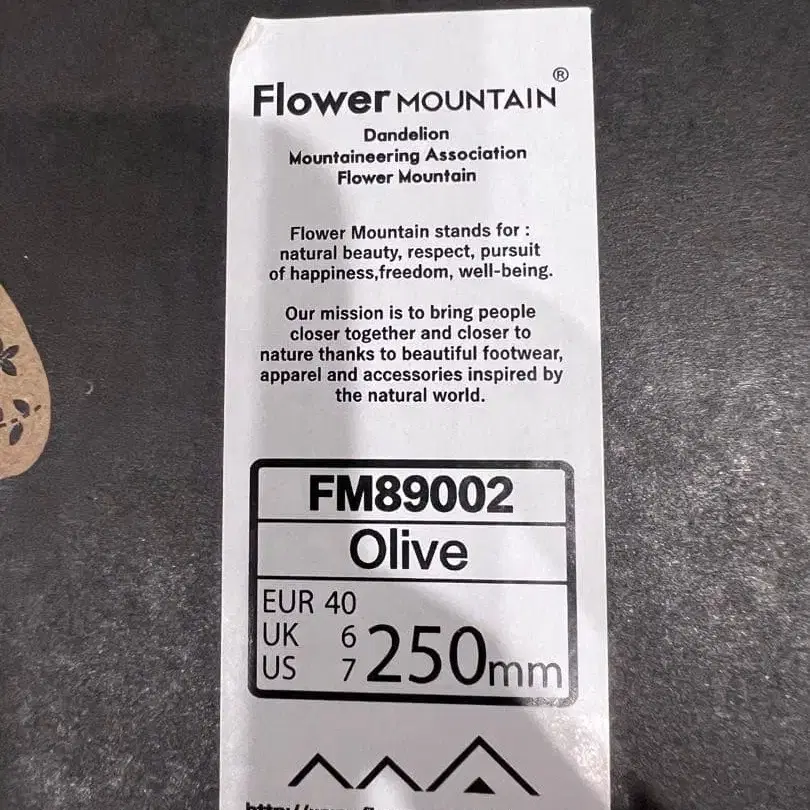 Flower MOUNTAIN®
Dandelion
Mountaineering Association
Flower Mountain
Flower Mountain stands for :
natural beauty, respect, pursuit
of happiness,freedom, well-being.
Our mission is to bring people
closer together and closer to
nature thanks to beautiful footwear,
apparel and accessories inspired by
the natural world.
FM89002
Olive
EUR 40
UK 6
US 7
250mm